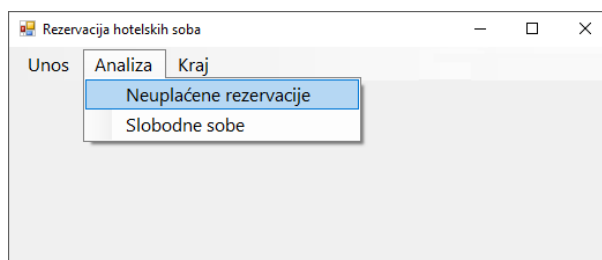 Rezervacija hotelskih soba
Unos Analiza Kraj
Neuplaćene rezervacije
Slobodne sobe